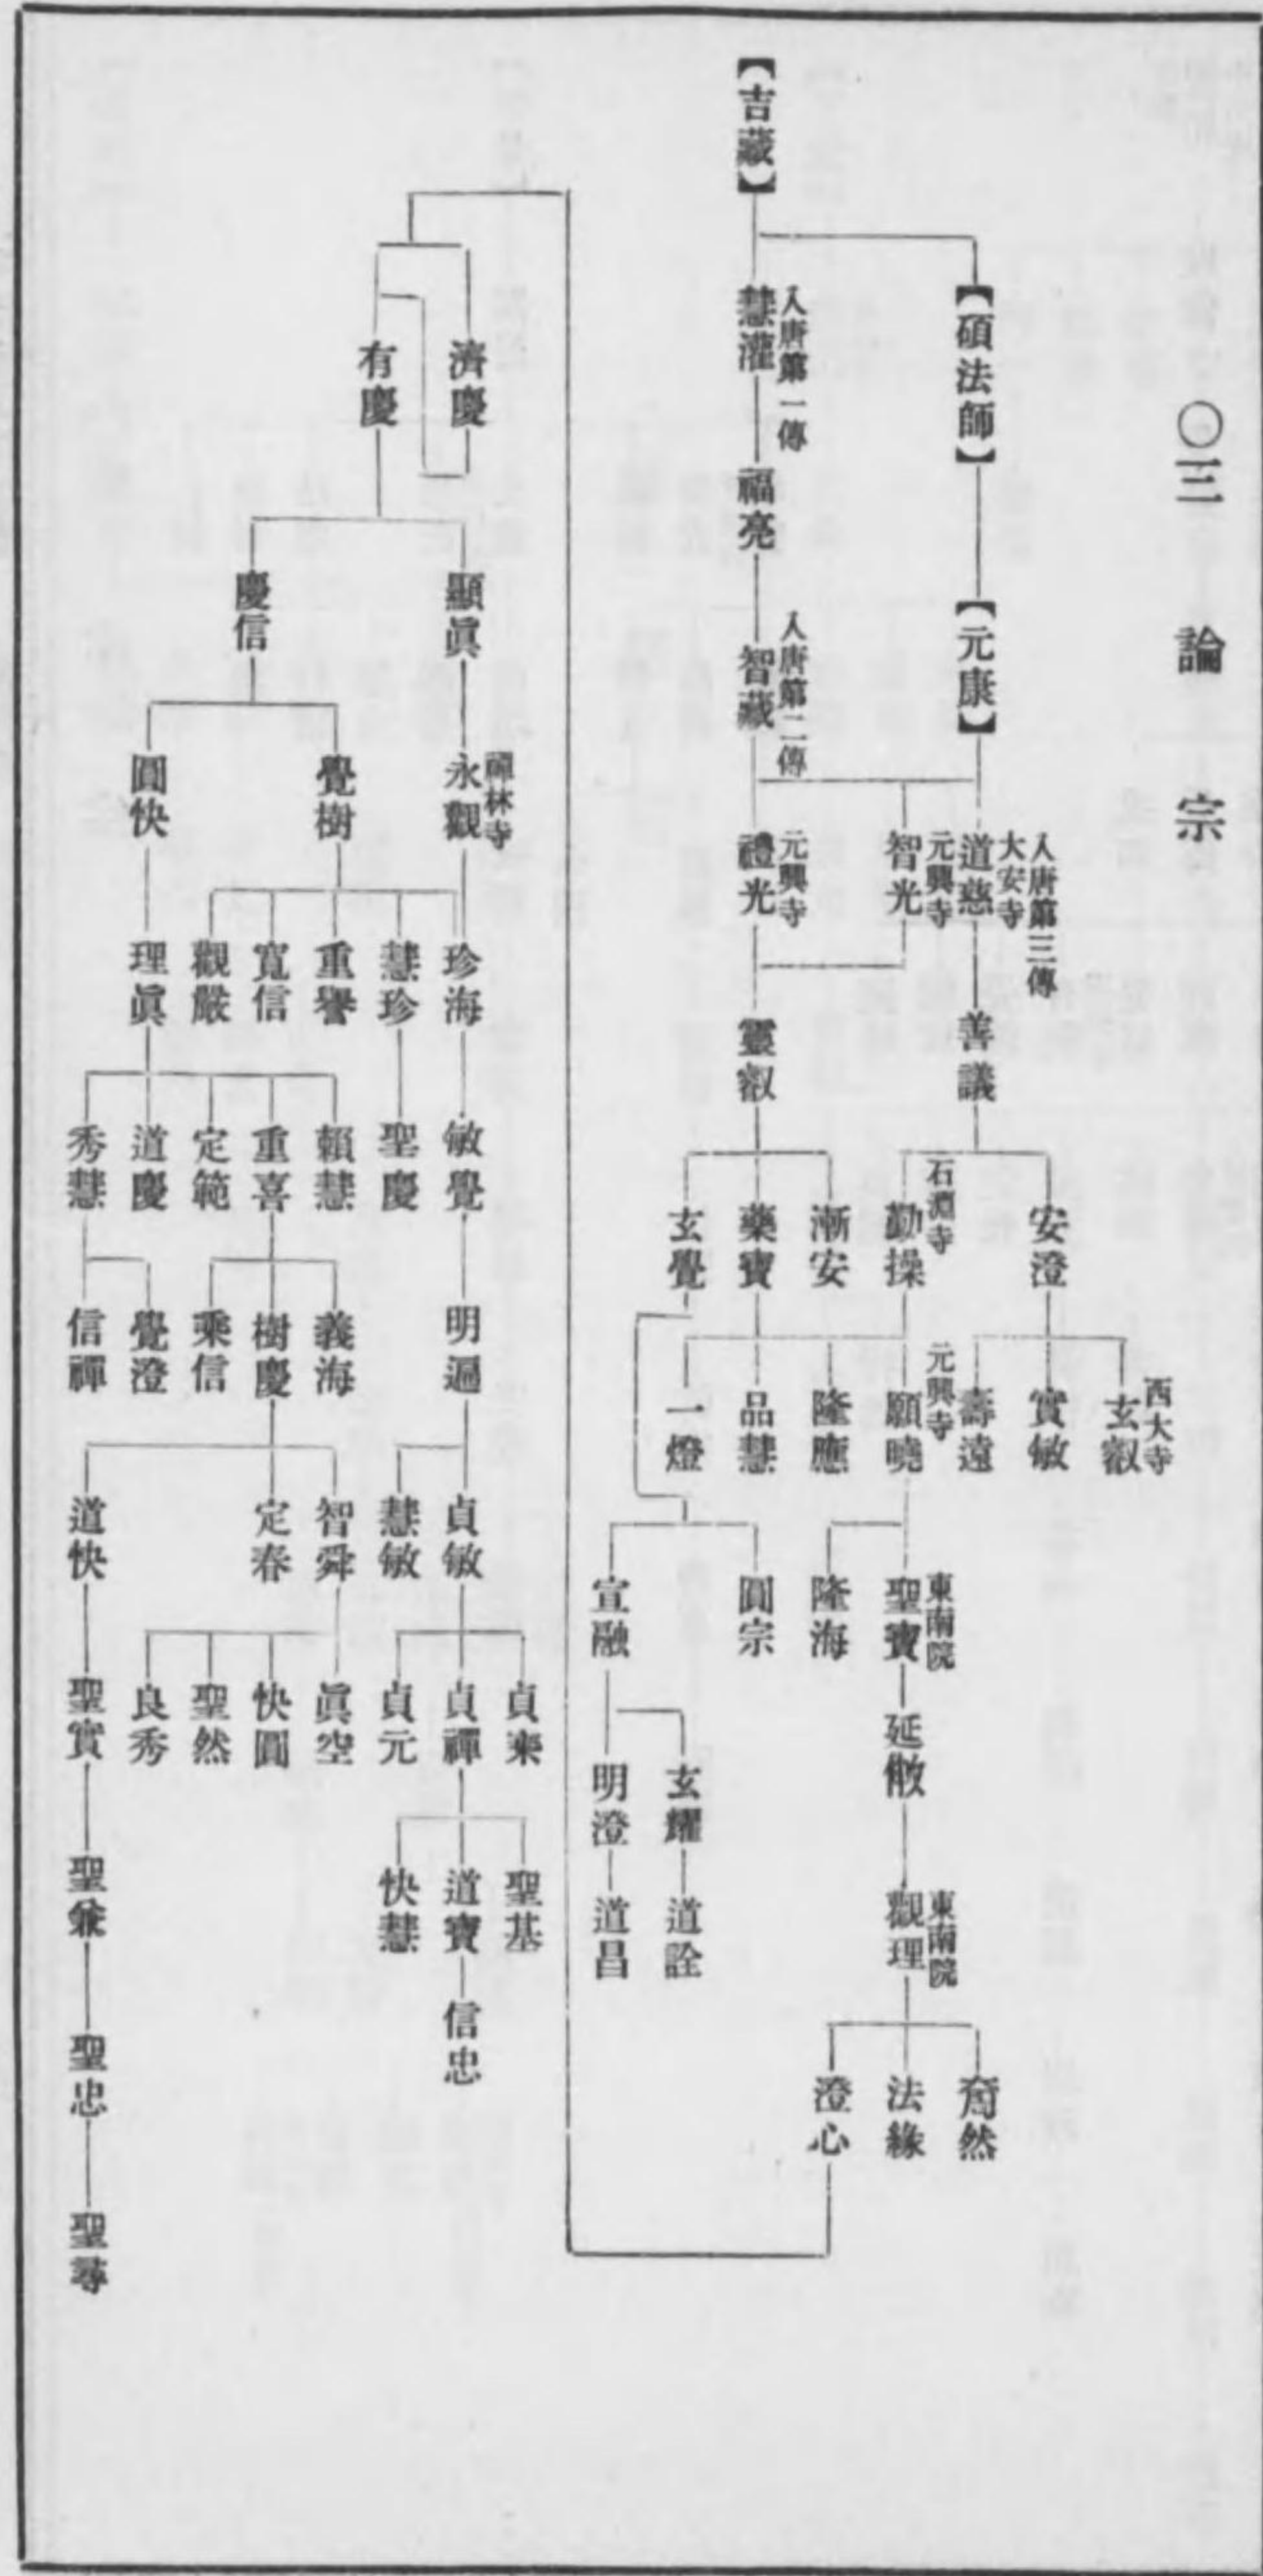 〇三論宗
【吉藏】
【碩法師】
【元康】
入唐第一傳
慧灌
福亮
入唐第二傳
智藏
入唐第三傳
大安寺
道慈
元興寺
智光
元興寺
禮光
善議
靈叡
安澄
石淵寺
勤操
漸安
藥寶
玄覺
西大寺
玄叡
實敏
壽遠
元興寺
願曉
隆應
品慧
一燈
東南院
聖寶
隆海
圓宗
宣融
延敒
玄耀
明澄
東南院
觀理
道詮
道昌
奝然
法緣
澄心
濟慶
有慶
顯眞
慶信
禪林寺
永觀
覺樹
圓快
珍海
慧珍
重譽
寬信
觀嚴
理眞
敏覺
聖慶
賴慧
重喜
定範
道慶
秀慧
明遍
義海
樹慶
乘信
覺澄
信禪
貞敏
慧敏
智舜
定春
道快
貞乘
貞禪
貞元
眞空
快圓
聖然
良秀
聖實
聖基
道寶
快慧
聖兼
信忠
聖忠
聖尋